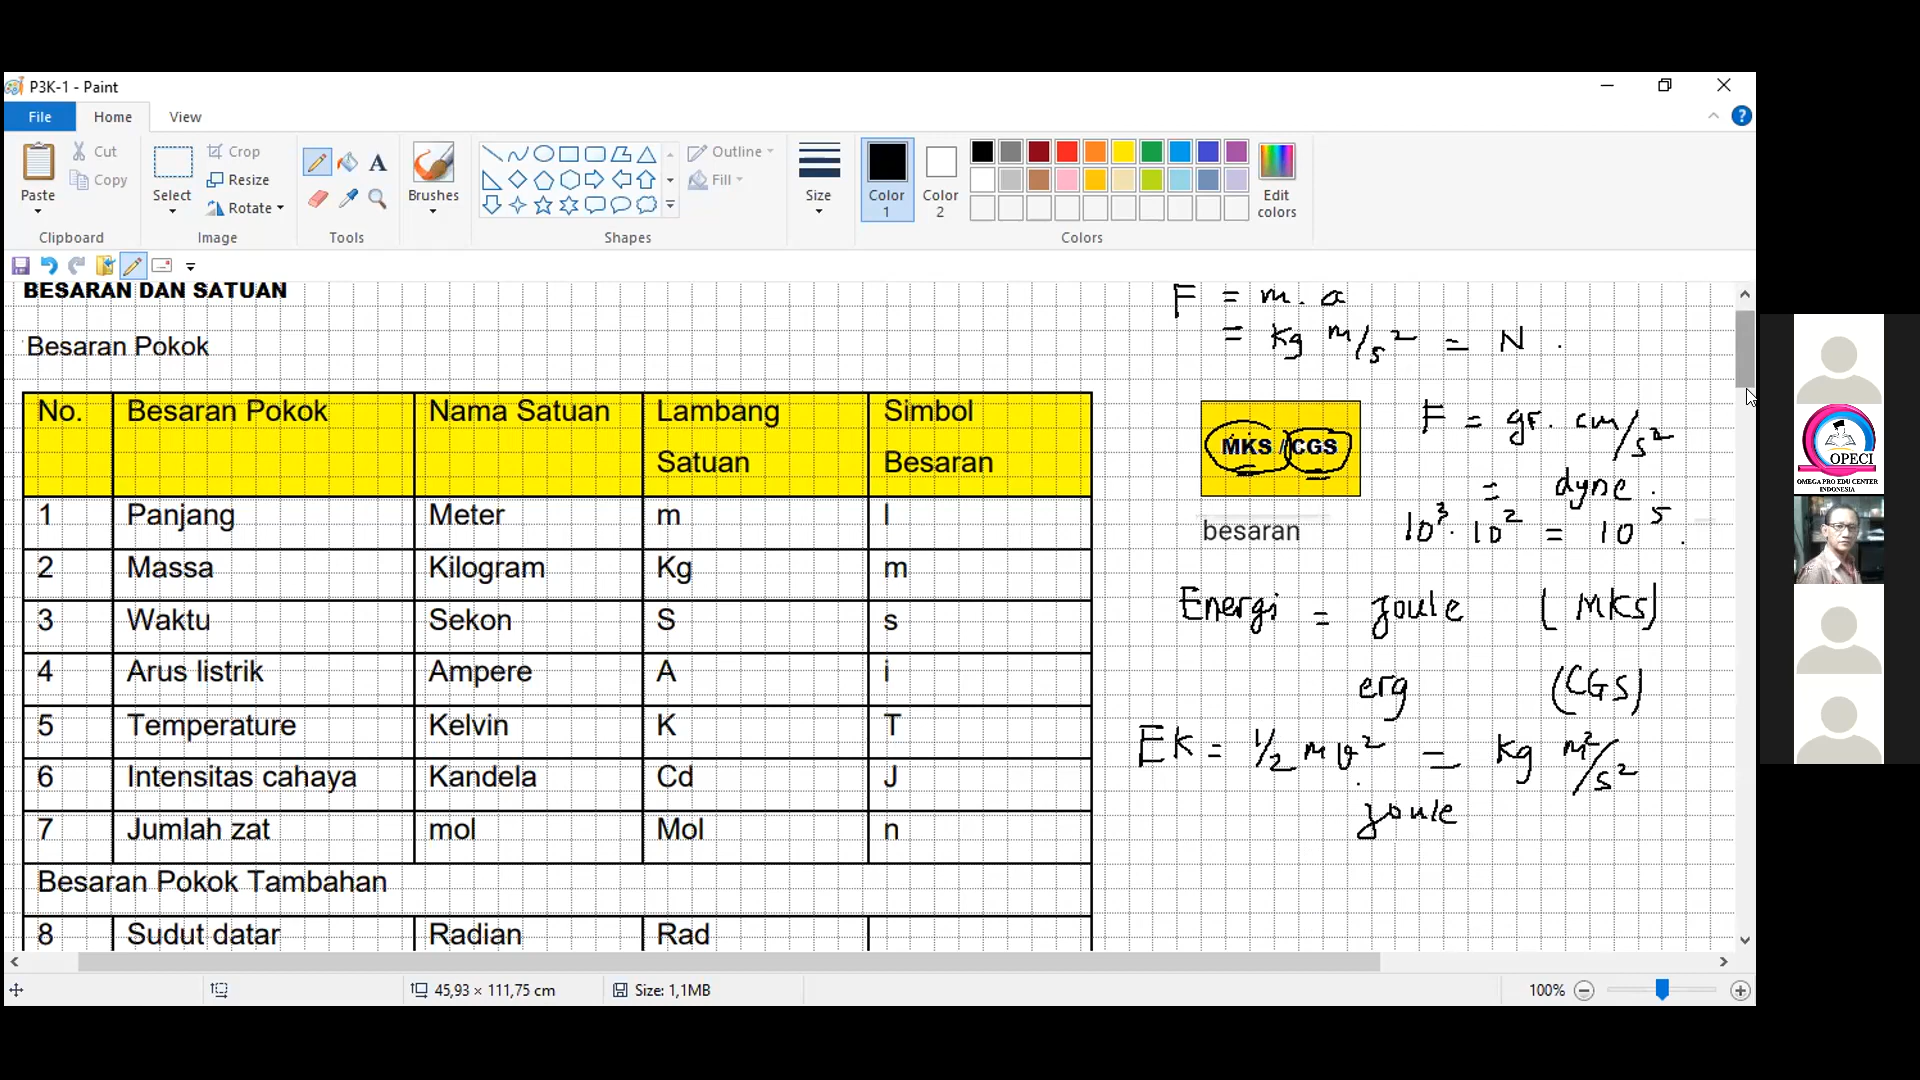 P3K-1 - Paint
File Home View
Paste
Cut
Copy
Clipboard
Select
Crop
Resize
Rotate
Image
Tools
Brushes
Shapes
Outline
Fill
Size
Color 1
Color 2
Edit colors
Colors
BESARAN DAN SATUAN
Besaran Pokok
No. Besaran Pokok Nama Satuan Lambang Satuan Simbol Besaran
1 Panjang Meter m l
2 Massa Kilogram Kg m
3 Waktu Sekon S s
4 Arus listrik Ampere A i
5 Temperature Kelvin K T
6 Intensitas cahaya Kandela Cd J
7 Jumlah zat mol Mol n
Besaran Pokok Tambahan
8 Sudut datar Radian Rad
F = m . a
= kg m/s² = N .
MKS / CGS
besaran
F = gr. cm/s²
= dyne .
10³ . 10² = 10⁵ .
Energi = joule (MKS)
erg (CGS)
Ek = 1/2 m v² = kg m²/s²
joule
OPECI
OMEGA PRO EDU CENTER
INDONESIA
45,93 × 111,75 cm
Size: 1,1MB
100%